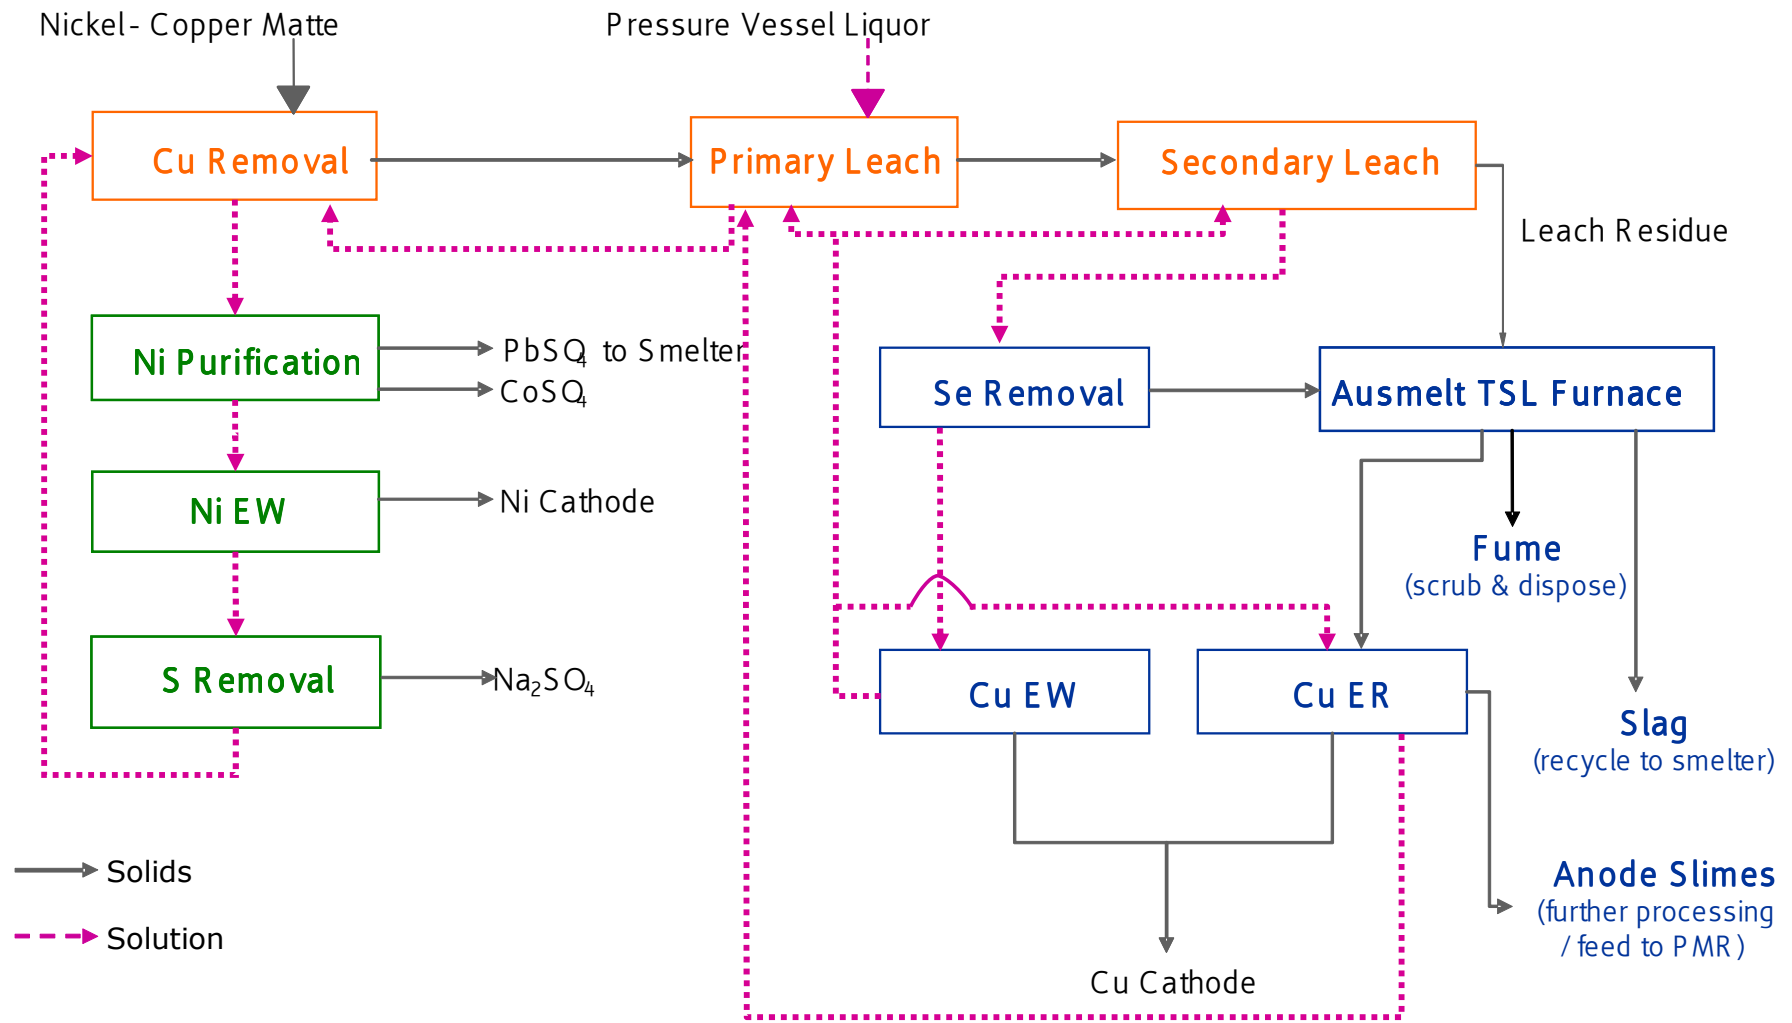 Nickel- Copper Matte
Pressure Vessel Liquor
Cu Removal
Primary Leach
Secondary Leach
Leach Residue
Ni Purification
PbSO4 to Smelter
CoSO4
Se Removal
Ausmelt TSL Furnace
Ni EW
Ni Cathode
Fume
(scrub & dispose)
S Removal
Na2SO4
Cu EW
Cu ER
Slag
(recycle to smelter)
Solids
Anode Slimes
(further processing
/ feed to PMR)
Solution
Cu Cathode